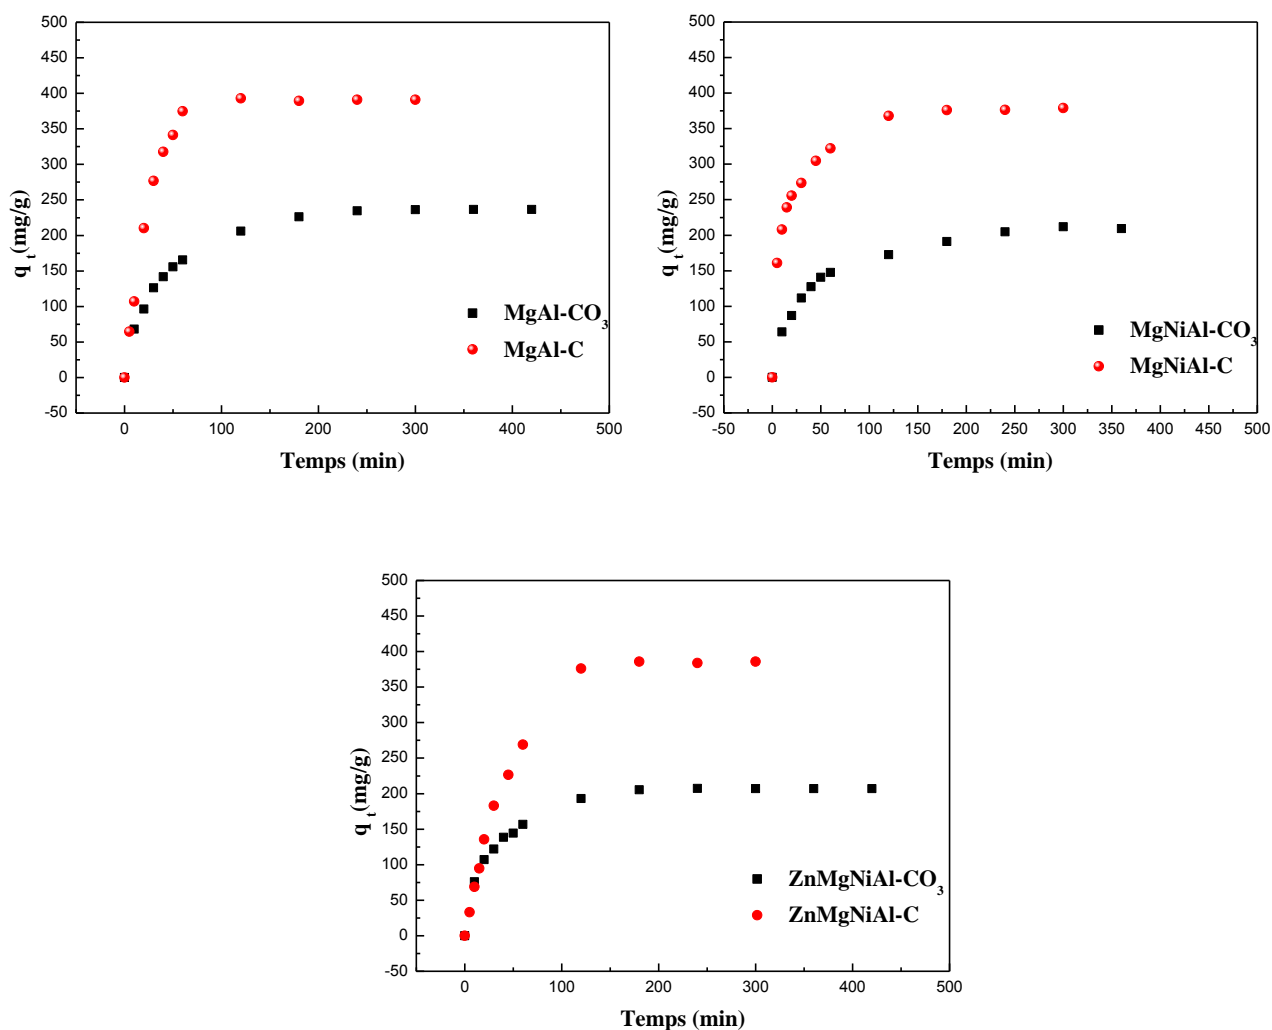 500
450
400
350
300
250
200
150
100
50
0
-50
q t(mg/g)
0 100 200 300 400 500
Temps (min)
MgAl-CO3
MgAl-C
500
450
400
350
300
250
200
150
100
50
0
-50
q t(mg/g)
-50 0 50 100 150 200 250 300 350 400 450 500
Temps (min)
MgNiAl-CO3
MgNiAl-C
500
450
400
350
300
250
200
150
100
50
0
-50
q t(mg/g)
0 100 200 300 400 500
Temps (min)
ZnMgNiAl-CO3
ZnMgNiAl-C